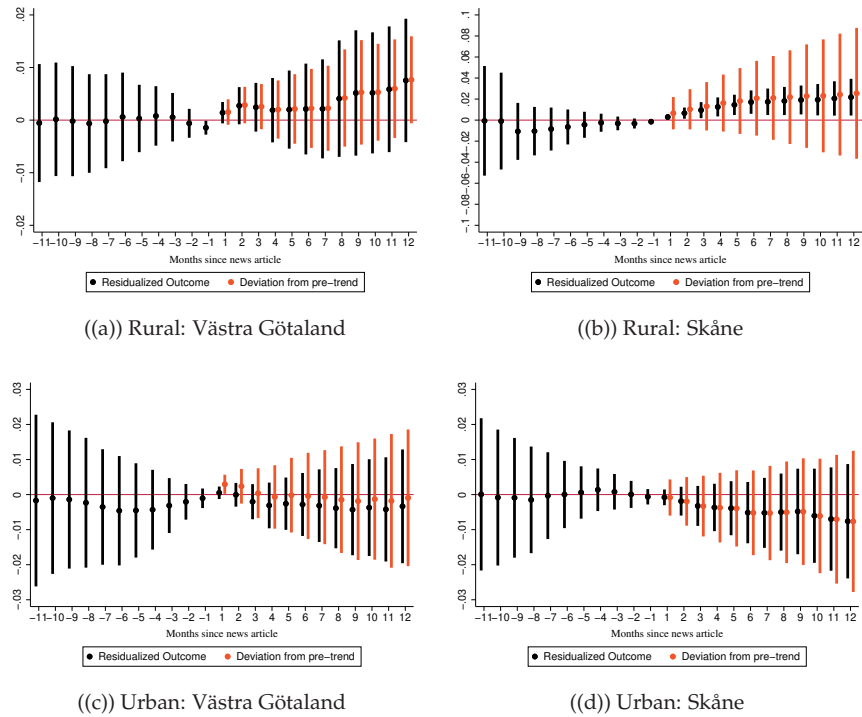 .02
.01
0
-.01
-.02
-11 -10 -9 -8 -7 -6 -5 -4 -3 -2 -1 1 2 3 4 5 6 7 8 9 10 11 12
Months since news article
Residualized Outcome Deviation from pre-trend
((a)) Rural: Västra Götaland
.1
.08
.06
.04
.02
0
-.02
-.04
-.06
-.08
-.1
-11 -10 -9 -8 -7 -6 -5 -4 -3 -2 -1 1 2 3 4 5 6 7 8 9 10 11 12
Months since news article
Residualized Outcome Deviation from pre-trend
((b)) Rural: Skåne
.03
.02
.01
0
-.01
-.02
-.03
-11 -10 -9 -8 -7 -6 -5 -4 -3 -2 -1 1 2 3 4 5 6 7 8 9 10 11 12
Months since news article
Residualized Outcome Deviation from pre-trend
((c)) Urban: Västra Götaland
.03
.02
.01
0
-.01
-.02
-.03
-11 -10 -9 -8 -7 -6 -5 -4 -3 -2 -1 1 2 3 4 5 6 7 8 9 10 11 12
Months since news article
Residualized Outcome Deviation from pre-trend
((d)) Urban: Skåne